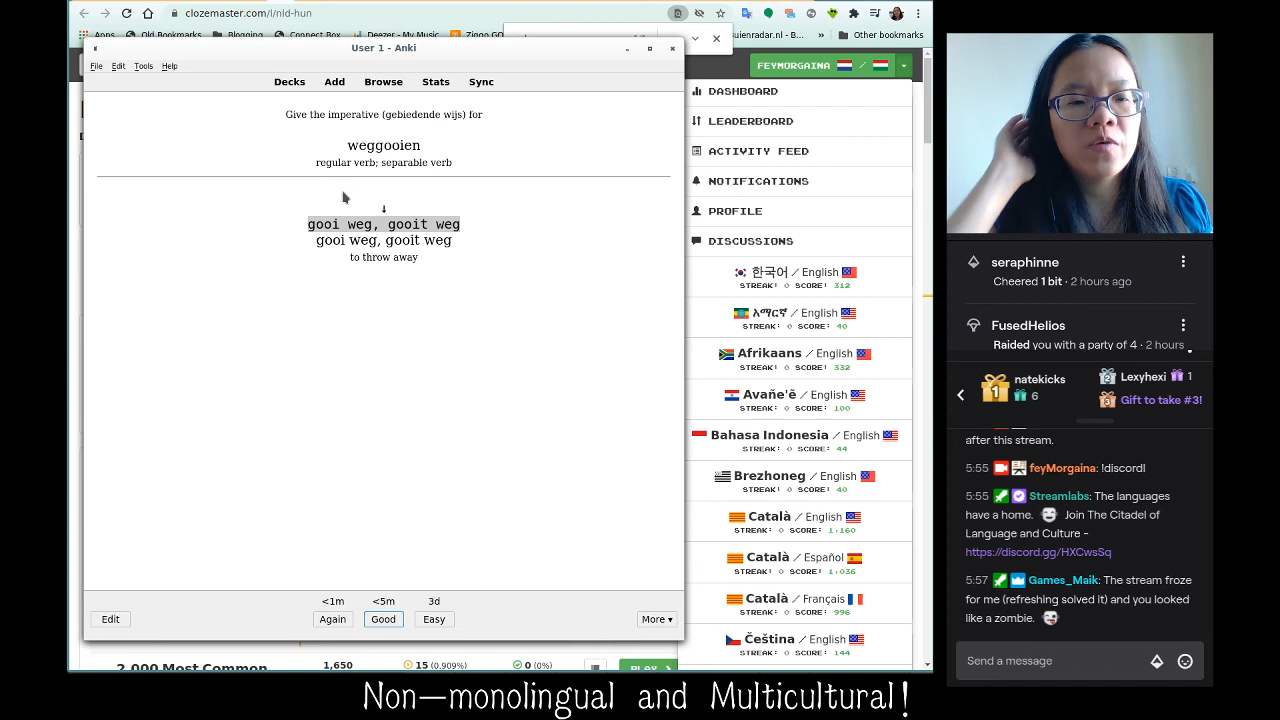 clozemaster.com/l/nld-hun
Apps
Old Bookmarks
Blogging
Connect Box
Ziggo GO
uienradar.nl
»
Other bookmarks
User 1 - Anki
File Edit Tools Help
Decks Add Browse Stats Sync
Give the imperative (gebiedende wijs) for
weggooien
regular verb; separable verb
↓
gooi weg, gooit weg
gooi weg, gooit weg
to throw away
<1m <5m 3d
Edit Again Good Easy More ▾
2,000 Most Common 1,650 15 (0.909%) 0 (0%) PLAY
FEYMORGAINA /
DASHBOARD
LEADERBOARD
ACTIVITY FEED
NOTIFICATIONS
PROFILE
DISCUSSIONS
한국어 / English
STREAK: 0 SCORE: 312
አማርኛ / English
STREAK: 0 SCORE: 40
Afrikaans / English
STREAK: 0 SCORE: 332
Avañe'ẽ / English
STREAK: 0 SCORE: 100
Bahasa Indonesia / English
STREAK: 0 SCORE: 44
Brezhoneg / English
STREAK: 0 SCORE: 40
Català / English
STREAK: 0 SCORE: 1,160
Català / Español
STREAK: 0 SCORE: 1,036
Català / Français
STREAK: 0 SCORE: 996
Čeština / English
STREAK: 0 SCORE: 144
seraphinne
Cheered 1 bit · 2 hours ago
FusedHelios
Raided you with a party of 4 · 2 hours
natekicks
6
Lexyhexi 1
Gift to take #3!
after this stream.
5:55 feyMorgaina: !discordl
5:55 Streamlabs: The languages
have a home. Join The Citadel of
Language and Culture -
https://discord.gg/HXCwsSq
5:57 Games_Maik: The stream froze
for me (refreshing solved it) and you looked
like a zombie.
Send a message
Non-monolingual and Multicultural!